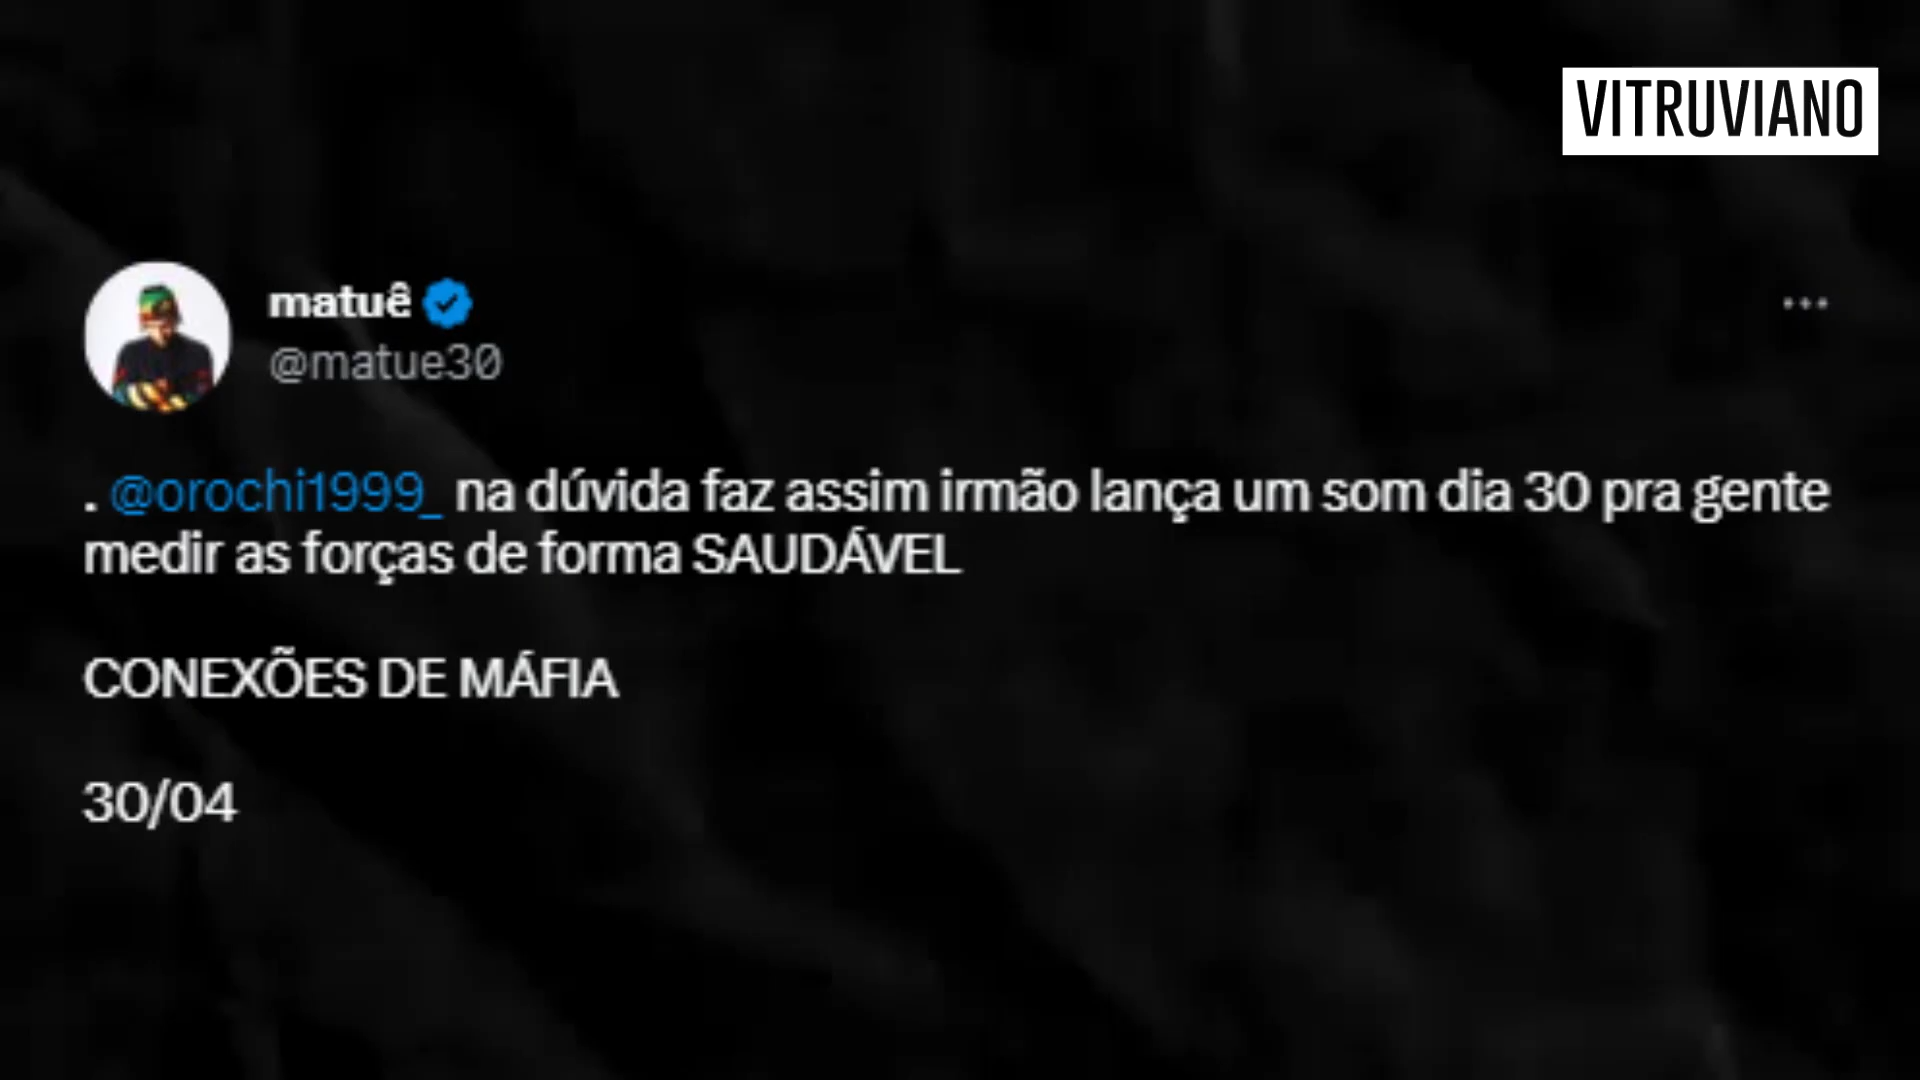 VITRUVIANO
matuê
@matue30
. @orochi1999_ na dúvida faz assim irmão lança um som dia 30 pra gente
medir as forças de forma SAUDÁVEL
CONEXÕES DE MÁFIA
30/04